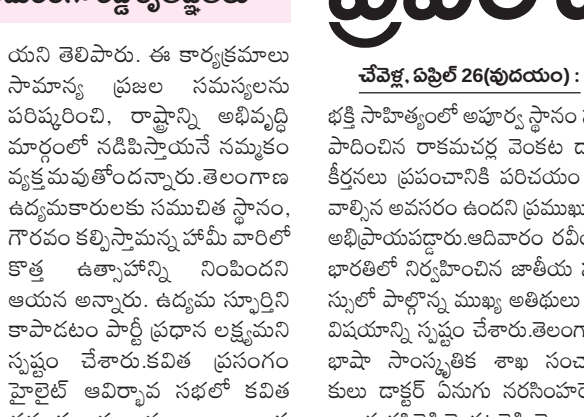 యని తెలిపారు. ఈ కార్యక్రమాలు
సామాన్య ప్రజల సమస్యలను
పరిష్కరించి, రాష్ట్రాన్ని అభివృద్ధి
మార్గంలో నడిపిస్తాయనే నమ్మకం
వ్యక్తమవుతోందన్నారు.తెలంగాణ
ఉద్యమకారులకు సముచిత స్థానం,
గౌరవం కల్పిస్తామన్న హామీ వారిలో
కొత్త ఉత్సాహాన్ని నింపిందని
ఆయన అన్నారు. ఉద్యమ స్ఫూర్తిని
కాపాడటం పార్టీ ప్రధాన లక్ష్యమని
స్పష్టం చేశారు.కవిత ప్రసంగం
హైలైట్ ఆవిర్భావ సభలో కవిత
చేవెళ్ల, ఏప్రిల్ 26(వుదయం) :
భక్తి సాహిత్యంలో అపూర్వ స్థానం
పాదించిన రాకమచర్ల వెంకట
కీర్తనలు ప్రపంచానికి పరిచయం
వాల్సిన అవసరం ఉందని
అభిప్రాయపడ్డారు.ఆదివారం
భారతిలో నిర్వహించిన జాతీయ
స్సులో పాల్గొన్న ముఖ్య అతిథులు
విషయాన్ని స్పష్టం చేశారు.
భాషా సాంస్కృతిక శాఖ
కులు డాక్టర్ ఏనుగు